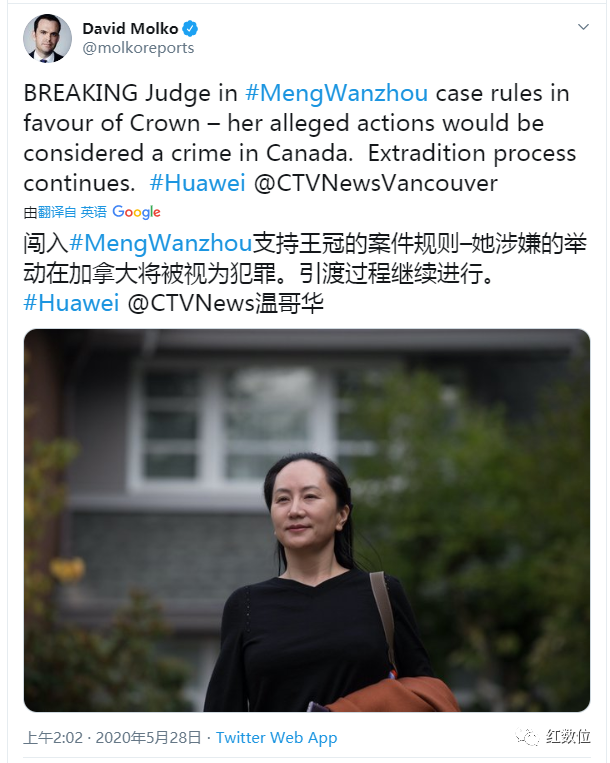 David Molko
@molkoreports
BREAKING Judge in #MengWanzhou case rules in
favour of Crown – her alleged actions would be
considered a crime in Canada.  Extradition process
continues.  #Huawei @CTVNewsVancouver
由翻译自 英语 Google
闯入#MengWanzhou支持王冠的案件规则–她涉嫌的举
动在加拿大将被视为犯罪。引渡过程继续进行。
#Huawei @CTVNews温哥华
上午2:02 · 2020年5月28日 · Twitter Web App
红数位